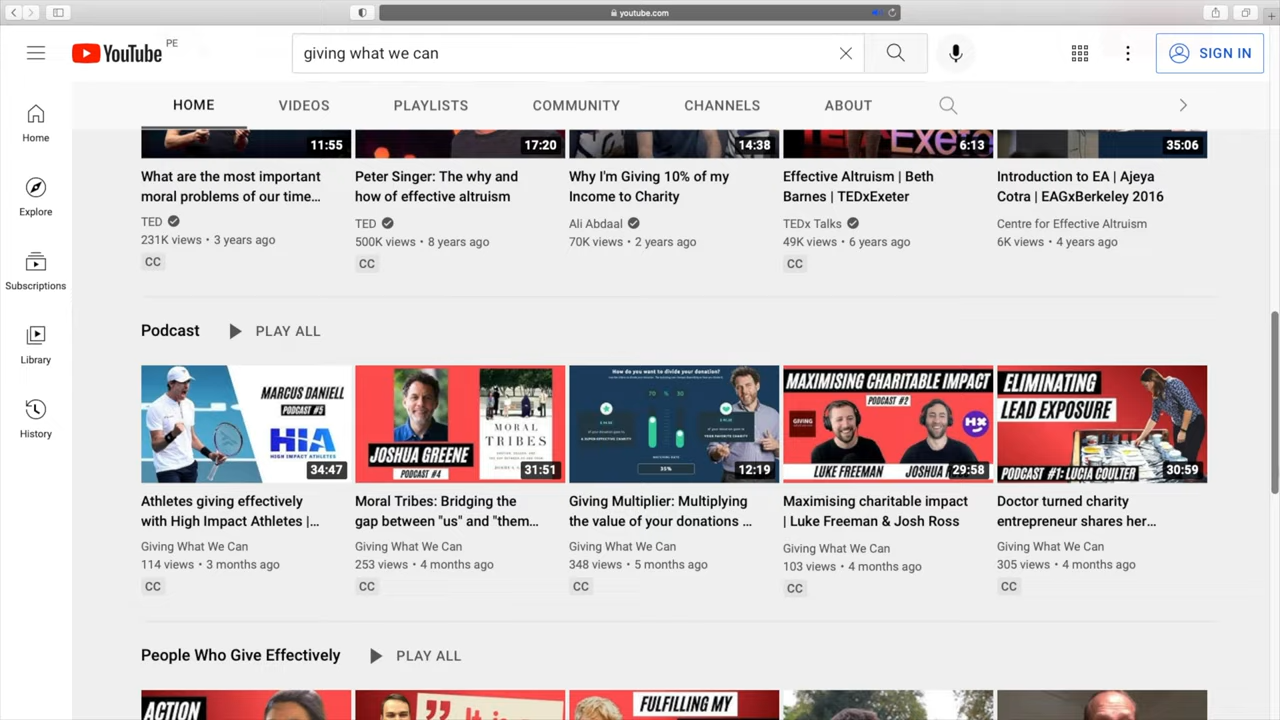 youtube.com
YouTube PE
giving what we can
SIGN IN
HOME
VIDEOS
PLAYLISTS
COMMUNITY
CHANNELS
ABOUT
Home
Explore
Subscriptions
Library
History
11:55
What are the most important
moral problems of our time…
TED
231K views • 3 years ago
CC
17:20
Peter Singer: The why and
how of effective altruism
TED
500K views • 8 years ago
CC
14:38
Why I'm Giving 10% of my
Income to Charity
Ali Abdaal
70K views • 2 years ago
Exete
6:13
Effective Altruism | Beth
Barnes | TEDxExeter
TEDx Talks
49K views • 6 years ago
CC
35:06
Introduction to EA | Ajeya
Cotra | EAGxBerkeley 2016
Centre for Effective Altruism
6K views • 4 years ago
Podcast
PLAY ALL
MARCUS DANIELL
PODCAST #5
HIA
HIGH IMPACT ATHLETES
34:47
Athletes giving effectively
with High Impact Athletes |…
Giving What We Can
114 views • 3 months ago
CC
MORAL
TRIBES
JOSHUA GREENE
PODCAST #4
31:51
Moral Tribes: Bridging the
gap between "us" and "them…
Giving What We Can
253 views • 4 months ago
CC
How do you want to divide your donation?
12:19
Giving Multiplier: Multiplying
the value of your donations …
Giving What We Can
348 views • 5 months ago
CC
MAXIMISING CHARITABLE IMPACT
PODCAST #2
GIVING
HX
LUKE FREEMAN
JOSHUA R
29:58
Maximising charitable impact
| Luke Freeman & Josh Ross
Giving What We Can
103 views • 4 months ago
CC
ELIMINATING
LEAD EXPOSURE
PODCAST #1: LUCIA COULTER
30:59
Doctor turned charity
entrepreneur shares her…
Giving What We Can
305 views • 4 months ago
CC
People Who Give Effectively
PLAY ALL
ACTION
FULFILLING MY